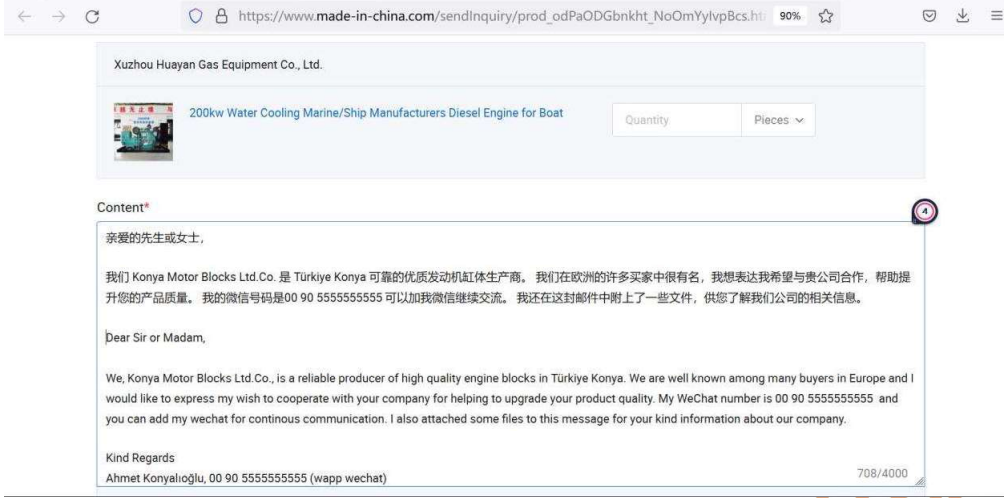 https://www.made-in-china.com/sendInquiry/prod_odPaODGbnkht_NoOmYyIvpBcs.ht
90%
Xuzhou Huayan Gas Equipment Co., Ltd.
200kw Water Cooling Marine/Ship Manufacturers Diesel Engine for Boat
Quantity
Pieces
Content*
4
亲爱的先生或女士，
我们 Konya Motor Blocks Ltd.Co. 是 Türkiye Konya 可靠的优质发动机缸体生产商。 我们在欧洲的许多买家中很有名，我想表达我希望与贵公司合作，帮助提
升您的产品质量。 我的微信号码是00 90 5555555555 可以加我微信继续交流。 我还在这封邮件中附上了一些文件，供您了解我们公司的相关信息。
Dear Sir or Madam,
We, Konya Motor Blocks Ltd.Co., is a reliable producer of high quality engine blocks in Türkiye Konya. We are well known among many buyers in Europe and I
would like to express my wish to cooperate with your company for helping to upgrade your product quality. My WeChat number is 00 90 5555555555 and
you can add my wechat for continous communication. I also attached some files to this message for your kind information about our company.
Kind Regards
Ahmet Konyalıoğlu, 00 90 5555555555 (wapp wechat)
708/4000